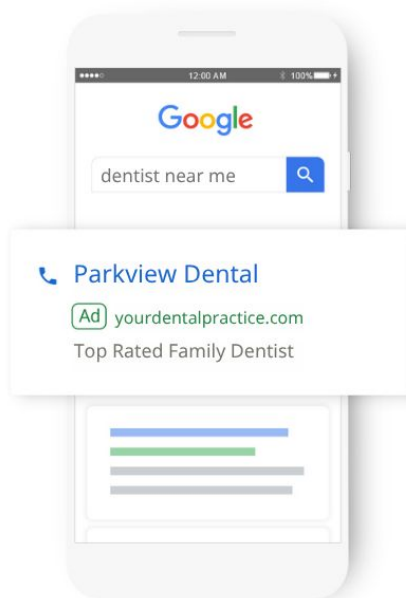 12:00 AM 100%
Google
dentist near me
Parkview Dental
Ad yourdentalpractice.com
Top Rated Family Dentist